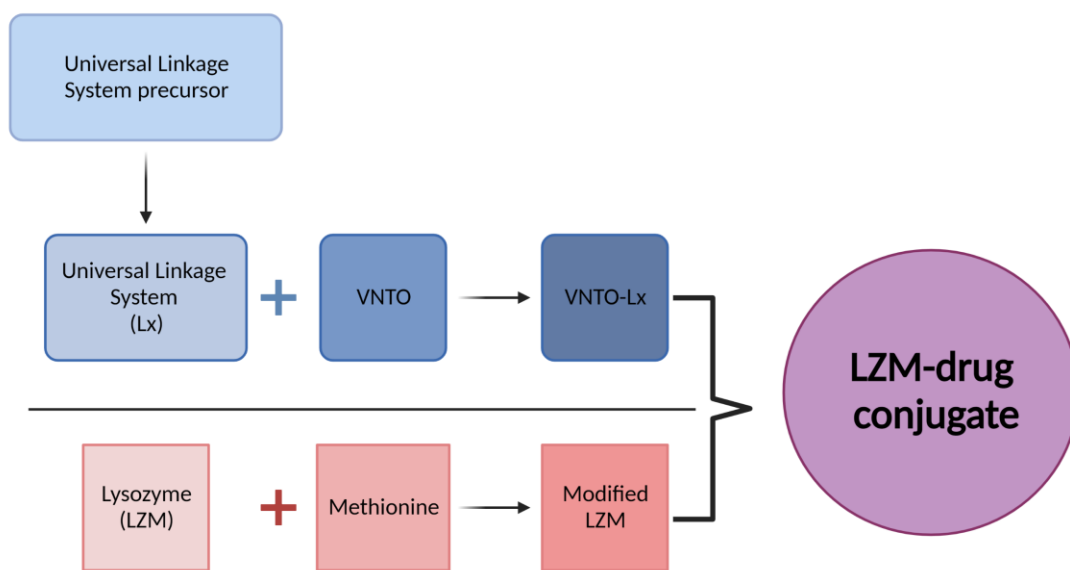 Universal Linkage
System precursor
Universal Linkage
System
(Lx)
+
VNTO
VNTO-Lx
LZM-drug
conjugate
Lysozyme
(LZM)
+
Methionine
Modified
LZM